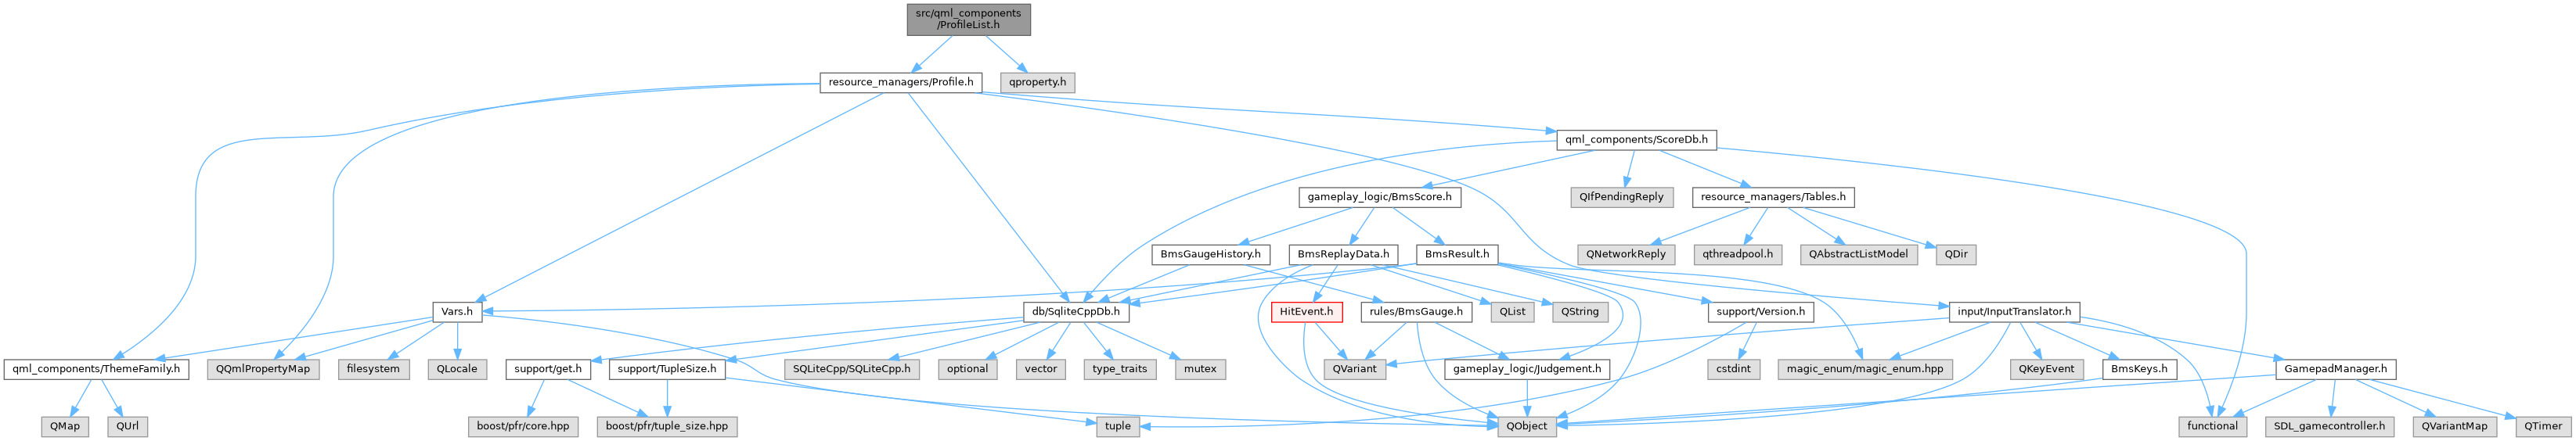 src/qml_components
/ProfileList.h
resource_managers/Profile.h
qproperty.h
qml_components/ScoreDb.h
gameplay_logic/BmsScore.h
QIfPendingReply
resource_managers/Tables.h
BmsGaugeHistory.h
BmsReplayData.h
BmsResult.h
QNetworkReply
qthreadpool.h
QAbstractListModel
QDir
Vars.h
db/SqliteCppDb.h
HitEvent.h
rules/BmsGauge.h
QList
QString
support/Version.h
input/InputTranslator.h
qml_components/ThemeFamily.h
QQmlPropertyMap
filesystem
QLocale
support/get.h
support/TupleSize.h
SQLiteCpp/SQLiteCpp.h
optional
vector
type_traits
mutex
QVariant
gameplay_logic/Judgement.h
cstdint
magic_enum/magic_enum.hpp
QKeyEvent
BmsKeys.h
GamepadManager.h
QMap
QUrl
boost/pfr/core.hpp
boost/pfr/tuple_size.hpp
tuple
QObject
functional
SDL_gamecontroller.h
QVariantMap
QTimer